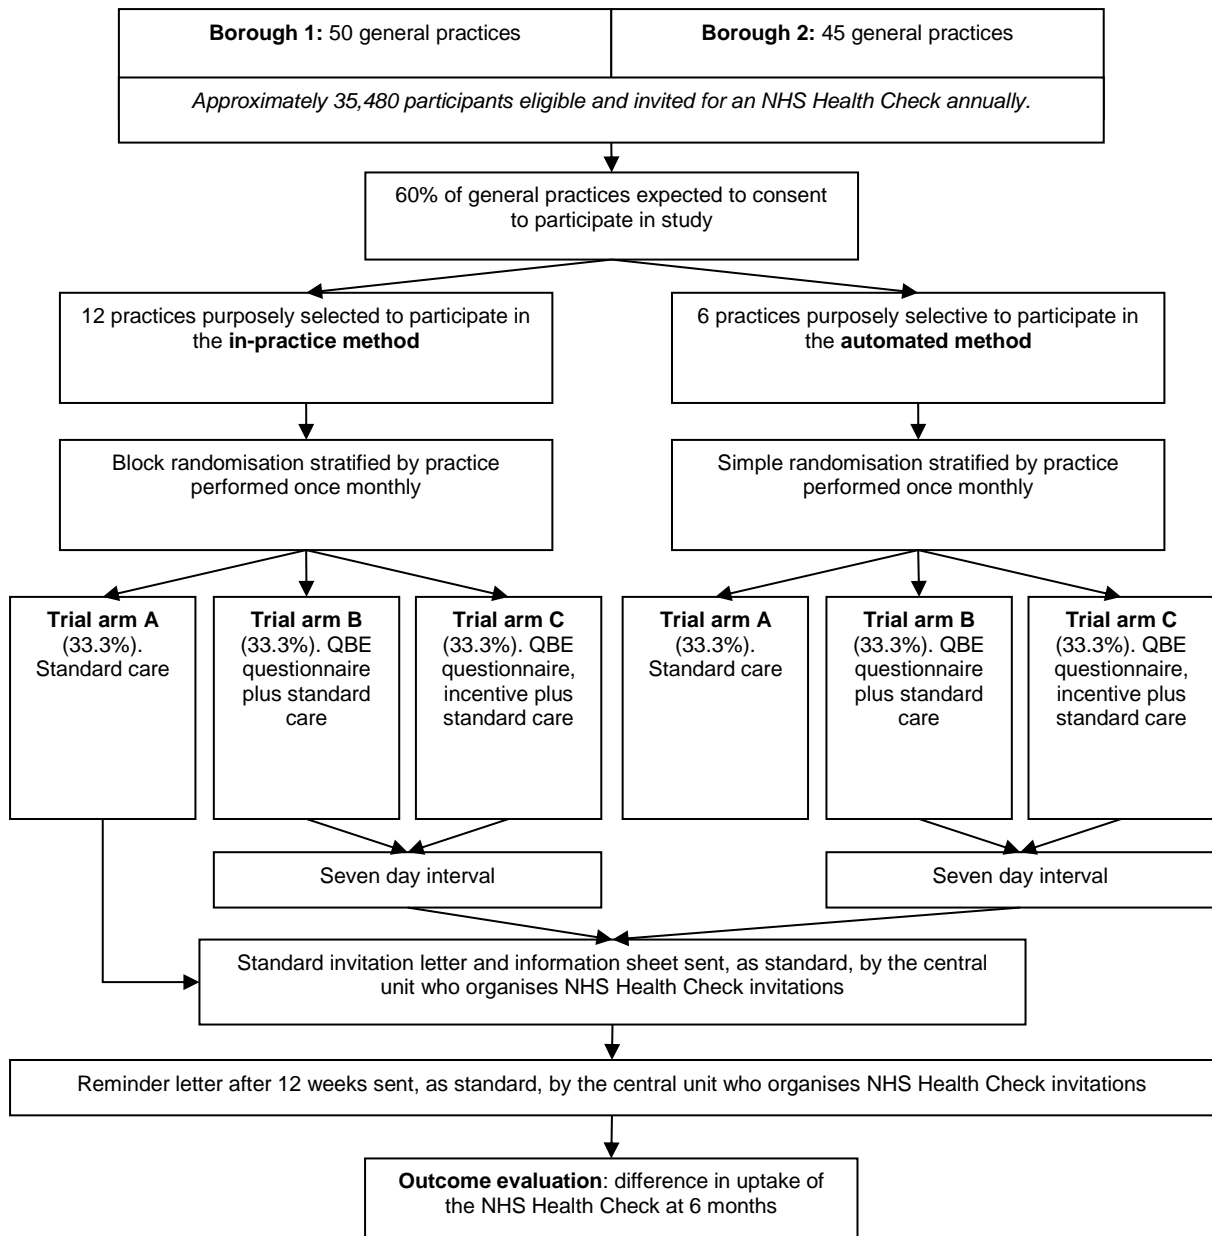 Borough 1: 50 general practices
Borough 2: 45 general practices
Approximately 35,480 participants eligible and invited for an NHS Health Check annually.
60% of general practices expected to consent
to participate in study
12 practices purposely selected to participate in
the in-practice method
6 practices purposely selective to participate in
the automated method
Block randomisation stratified by practice
performed once monthly
Simple randomisation stratified by practice
performed once monthly
Trial arm A
(33.3%).
Standard care
Trial arm B
(33.3%). QBE
questionnaire
plus standard
care
Trial arm C
(33.3%). QBE
questionnaire,
incentive plus
standard care
Trial arm A
(33.3%).
Standard care
Trial arm B
(33.3%). QBE
questionnaire
plus standard
care
Trial arm C
(33.3%). QBE
questionnaire,
incentive plus
standard care
Seven day interval
Seven day interval
Standard invitation letter and information sheet sent, as standard, by the central
unit who organises NHS Health Check invitations
Reminder letter after 12 weeks sent, as standard, by the central unit who organises NHS Health Check invitations
Outcome evaluation: difference in uptake of
the NHS Health Check at 6 months